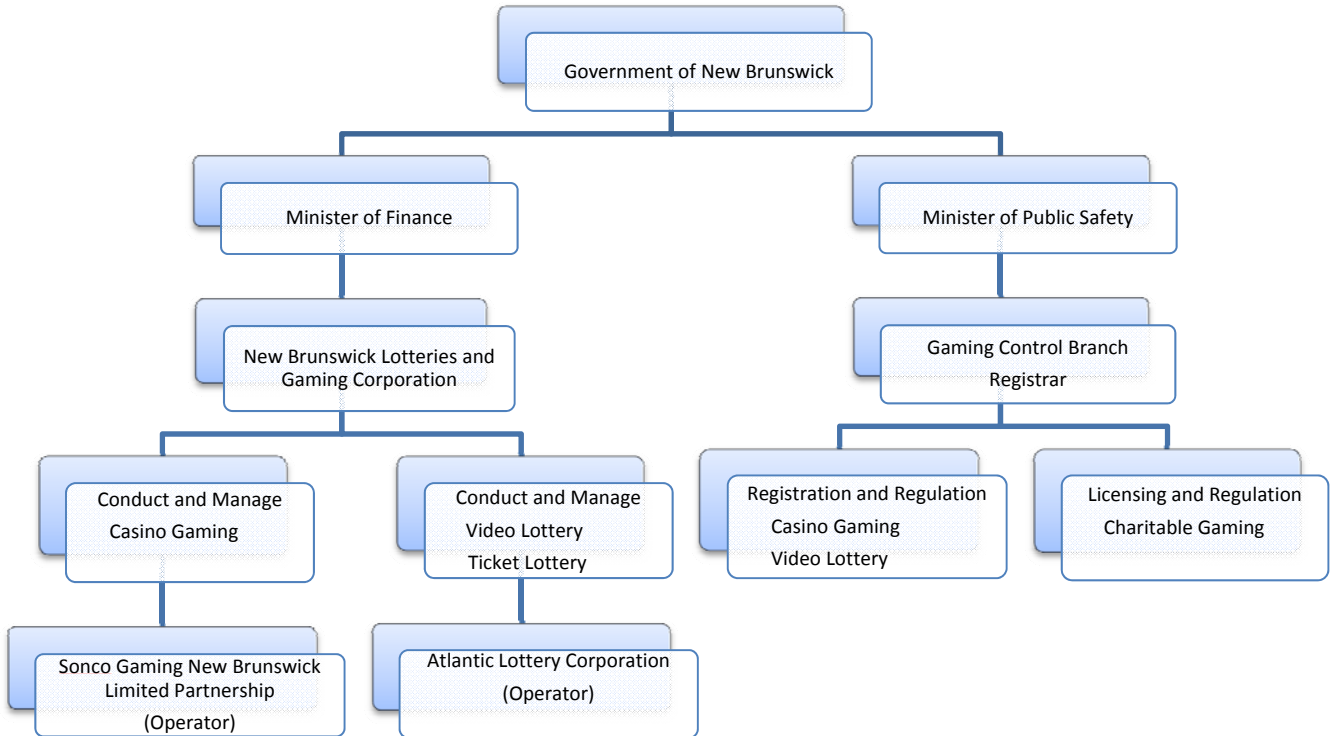 Government of New Brunswick
Minister of Finance
Minister of Public Safety
New Brunswick Lotteries and
Gaming Corporation
Gaming Control Branch
Registrar
Conduct and Manage
Casino Gaming
Conduct and Manage
Video Lottery
Ticket Lottery
Registration and Regulation
Casino Gaming
Video Lottery
Licensing and Regulation
Charitable Gaming
Sonco Gaming New Brunswick
Limited Partnership
(Operator)
Atlantic Lottery Corporation
(Operator)